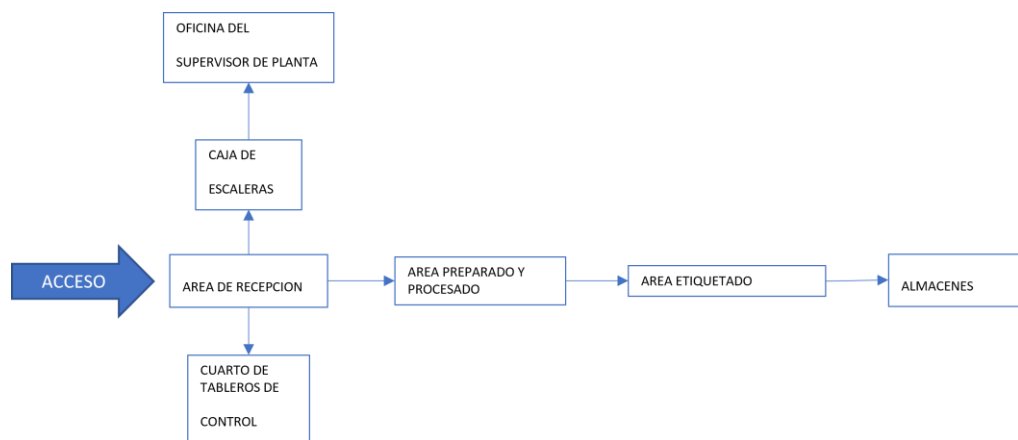 OFICINA DEL
SUPERVISOR DE PLANTA
CAJA DE
ESCALERAS
ACCESO
AREA DE RECEPCION
AREA PREPARADO Y
PROCESADO
AREA ETIQUETADO
ALMACENES
CUARTO DE
TABLEROS DE
CONTROL